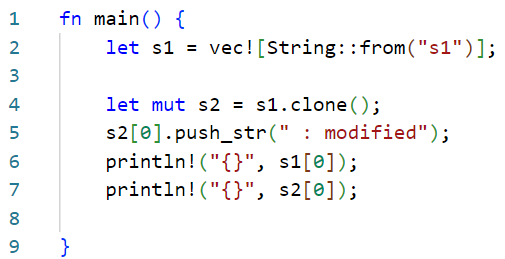 1 fn main() {
2     let s1 = vec![String::from("s1")];
3
4     let mut s2 = s1.clone();
5     s2[0].push_str(" : modified");
6     println!("{}", s1[0]);
7     println!("{}", s2[0]);
8
9 }